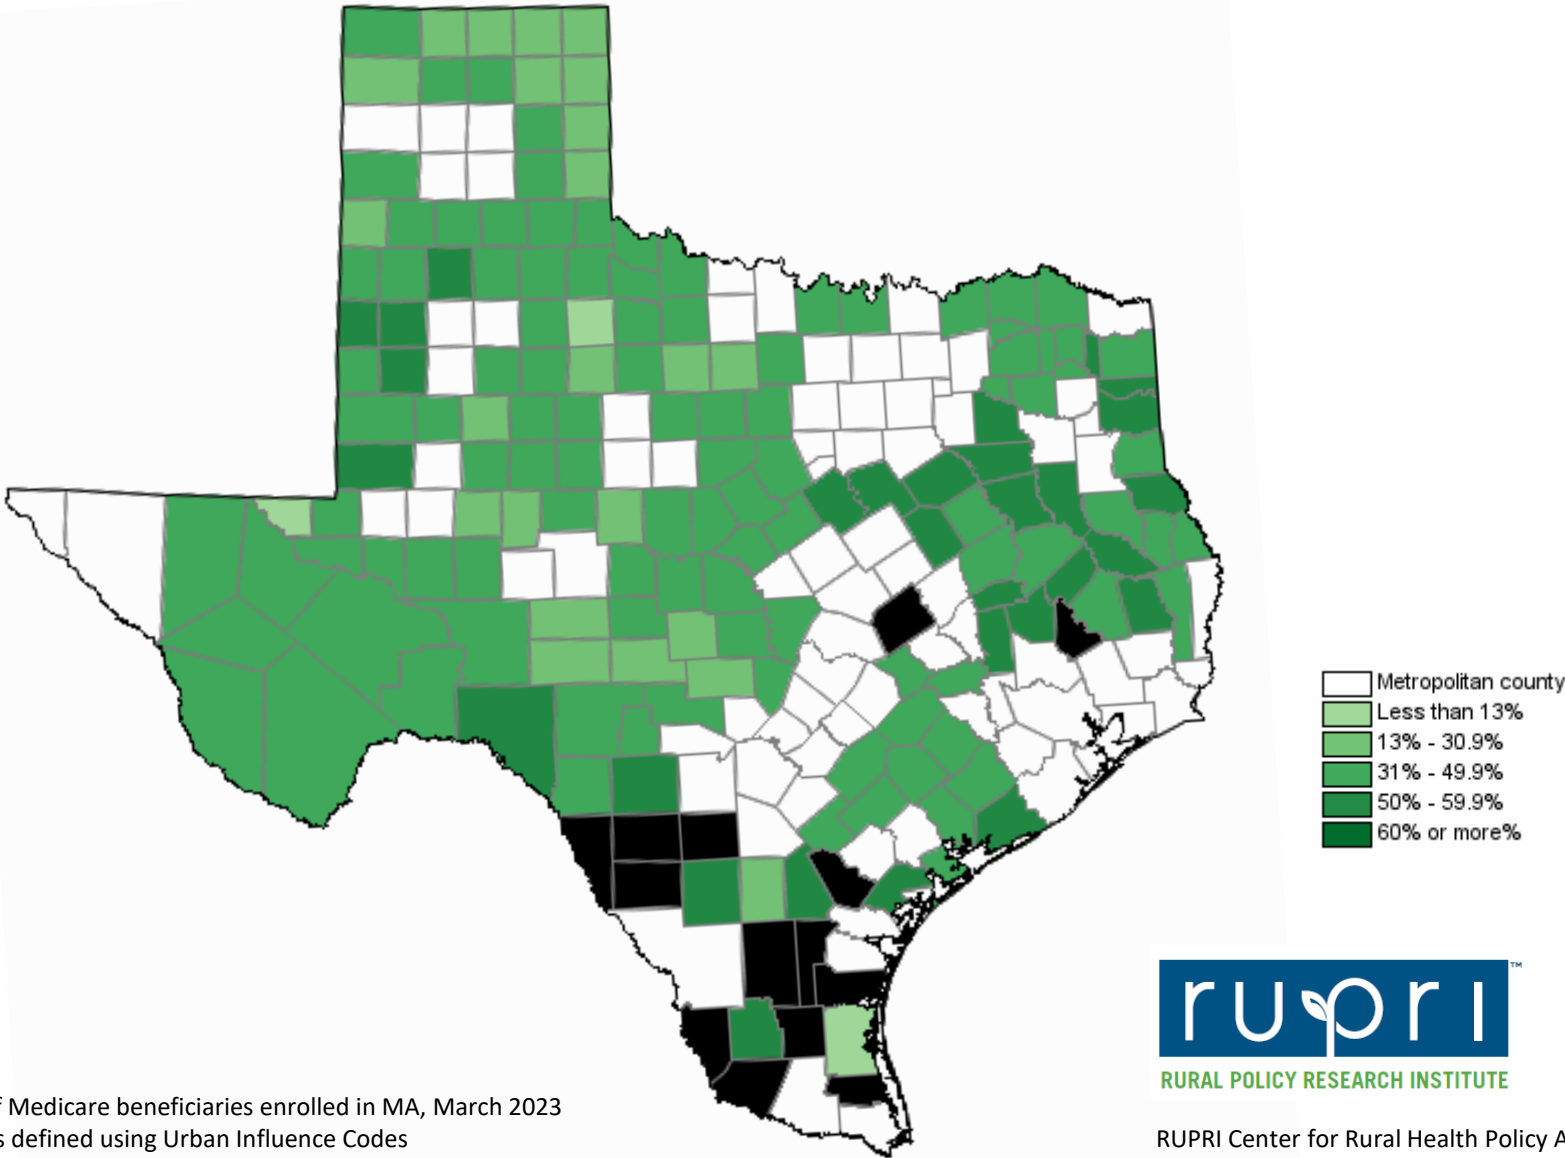 Metropolitan county
Less than 13%
13% - 30.9%
31% - 49.9%
50% - 59.9%
60% or more%
rupri™
RURAL POLICY RESEARCH INSTITUTE
Medicare beneficiaries enrolled in MA, March 2023
defined using Urban Influence Codes
RUPRI Center for Rural Health Policy A